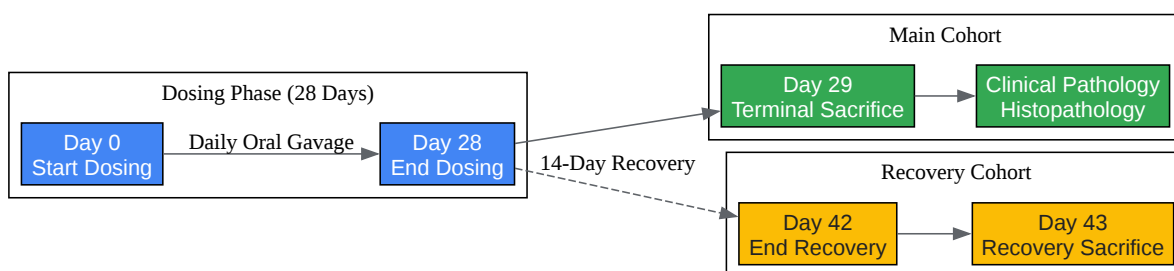 Dosing Phase (28 Days)
Day 0
Start Dosing
Daily Oral Gavage
Day 28
End Dosing
14-Day Recovery
Main Cohort
Day 29
Terminal Sacrifice
Clinical Pathology
Histopathology
Recovery Cohort
Day 42
End Recovery
Day 43
Recovery Sacrifice